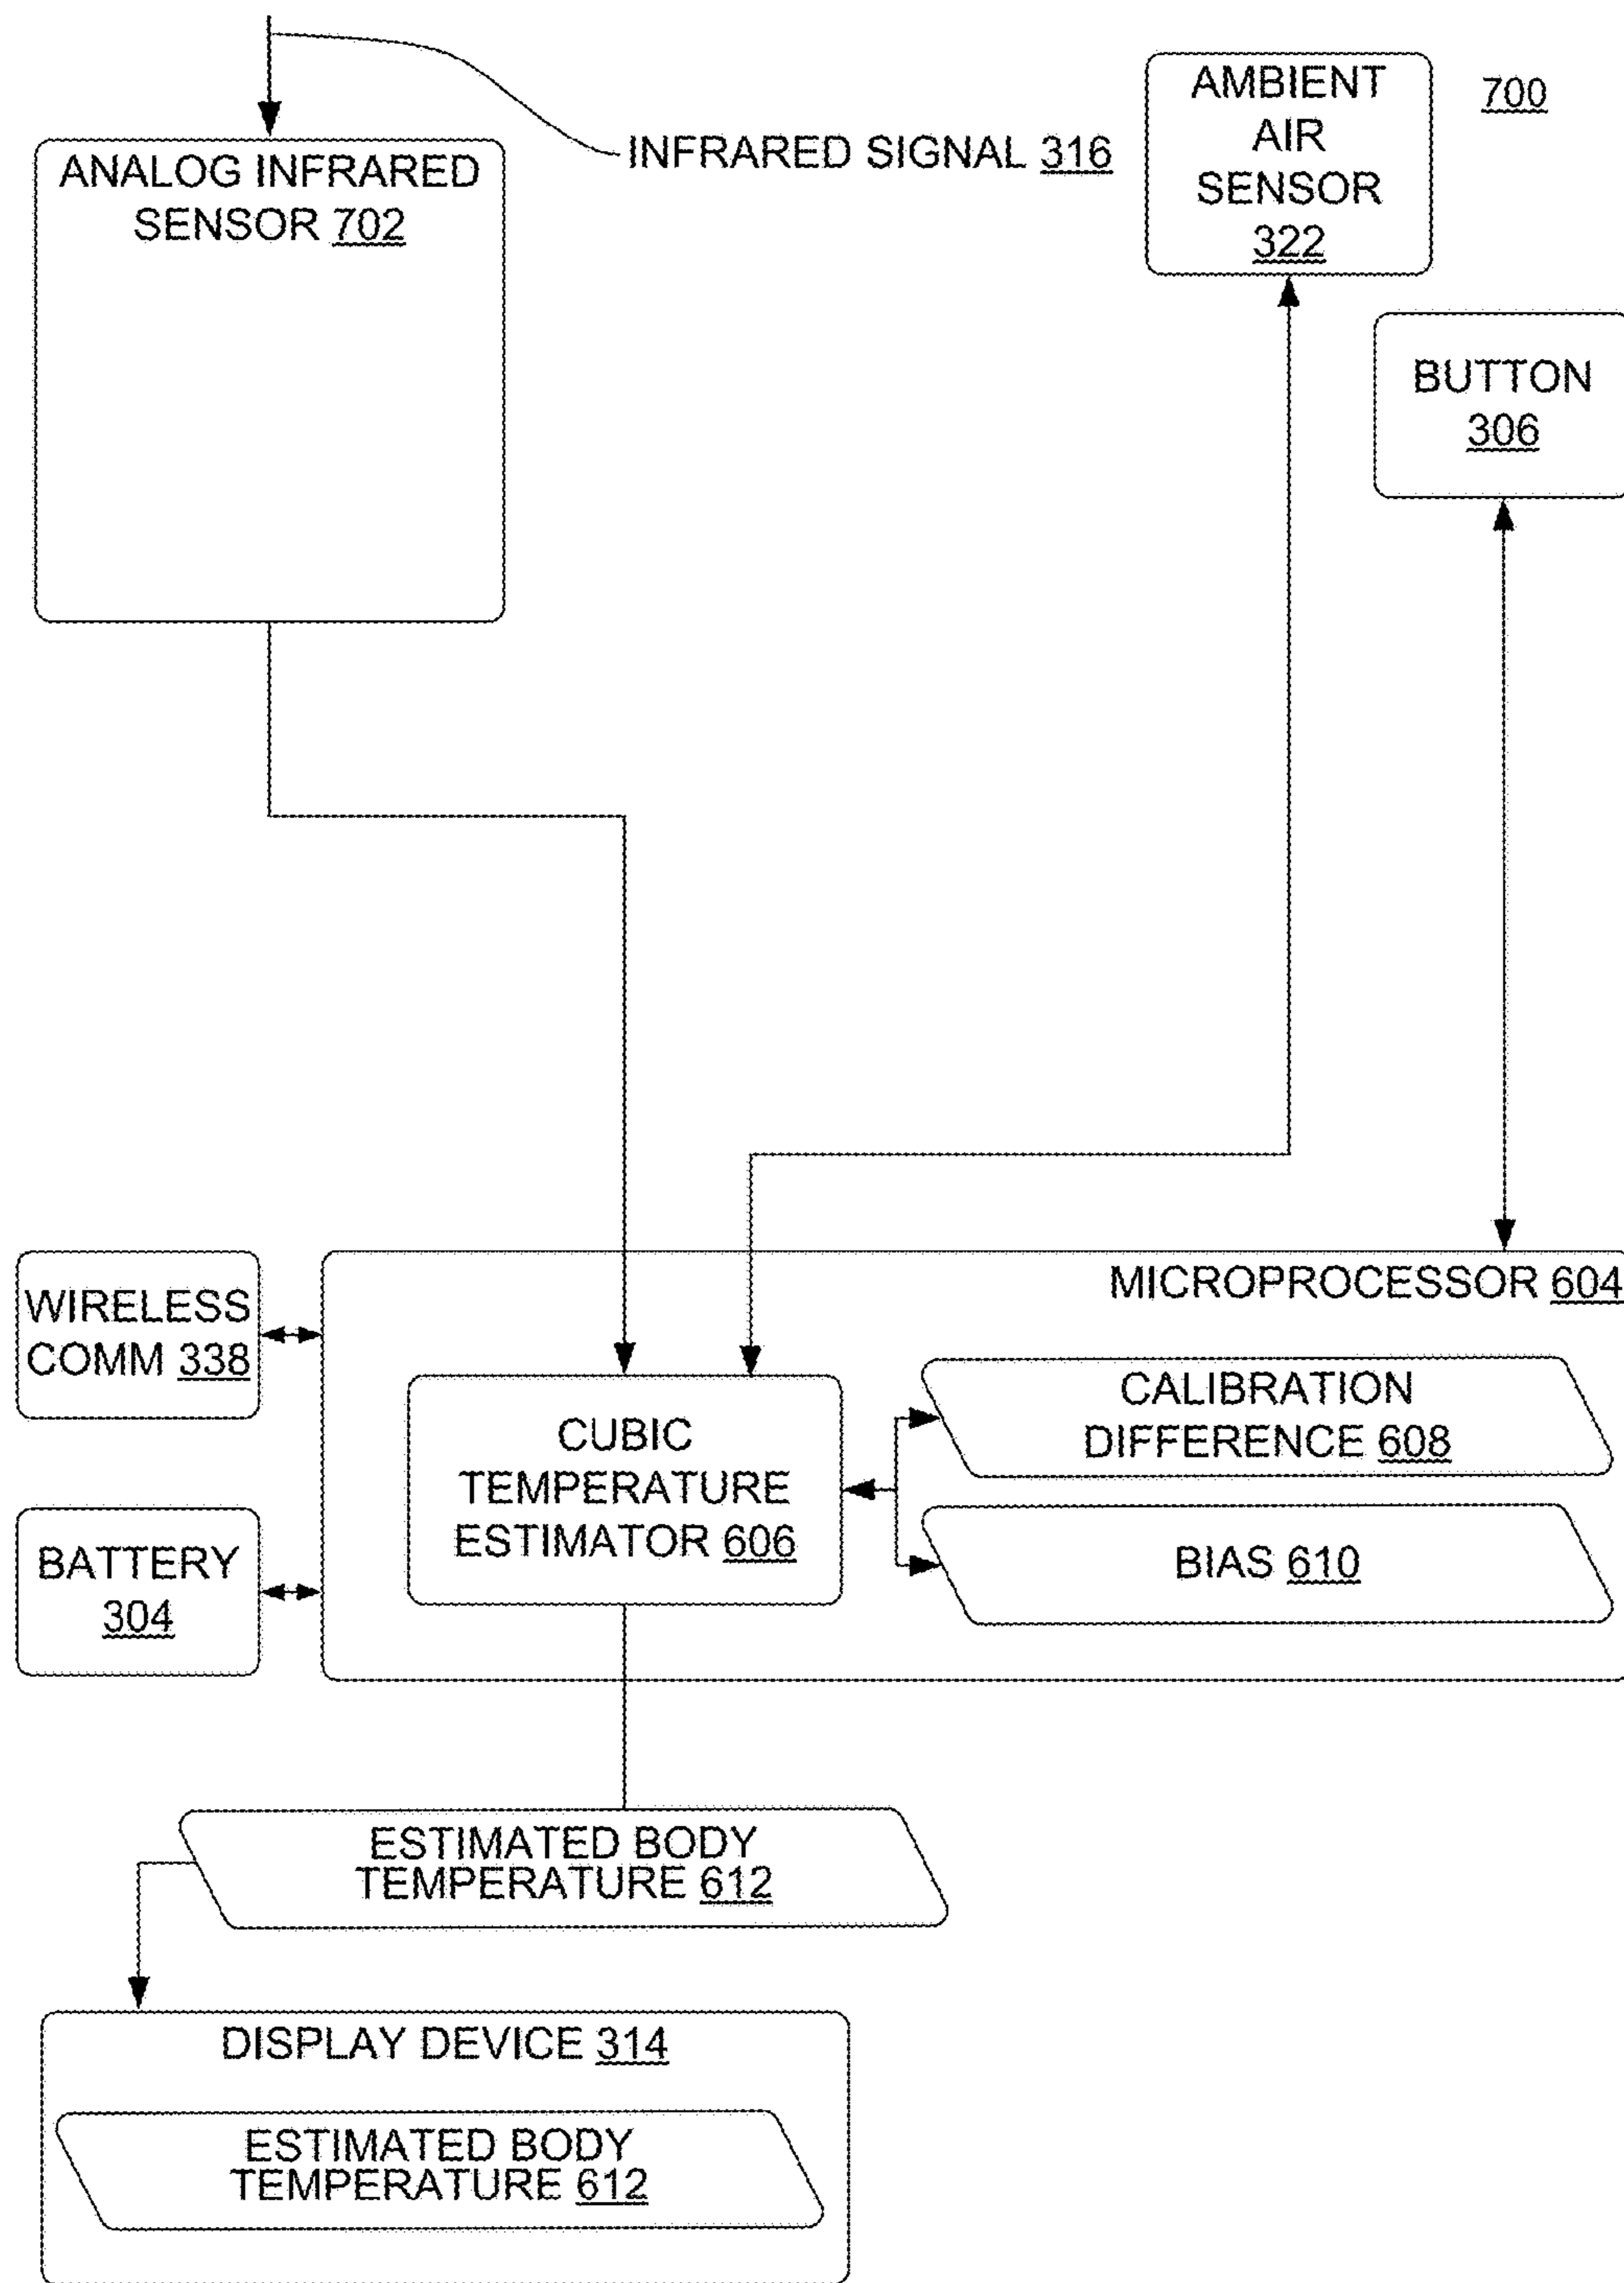 AMBIENT
AIR
SENSOR
322
700
ANALOG INFRARED
SENSOR 702
INFRARED SIGNAL 316
BUTTON
306
MICROPROCESSOR 604
WIRELESS
COMM 338
CALIBRATION
DIFFERENCE 608
CUBIC
TEMPERATURE
ESTIMATOR 606
BIAS 610
BATTERY
304
ESTIMATED BODY
TEMPERATURE 612
DISPLAY DEVICE 314
ESTIMATED BODY
TEMPERATURE 612